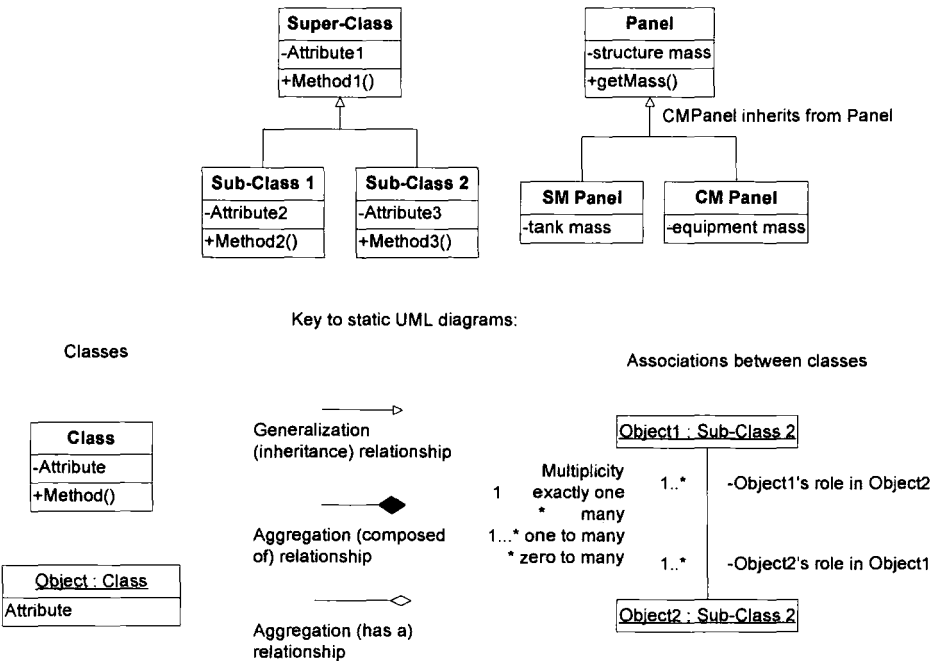 Super-Class
-Attribute1
+Method1()
Panel
-structure mass
+getMass()
CMPanel inherits from Panel
Sub-Class 1
-Attribute2
+Method2()
Sub-Class 2
-Attribute3
+Method3()
SM Panel
-tank mass
CM Panel
-equipment mass
Key to static UML diagrams:
Classes
Associations between classes
Class
-Attribute
+Method()
Object : Class
Attribute
Generalization
(inheritance) relationship
Aggregation (composed
of) relationship
Aggregation (has a)
relationship
Multiplicity
1 exactly one
* many
1...* one to many
* zero to many
Object1 : Sub-Class 2
1..* -Object1's role in Object2
1..* -Object2's role in Object1
Object2 : Sub-Class 2